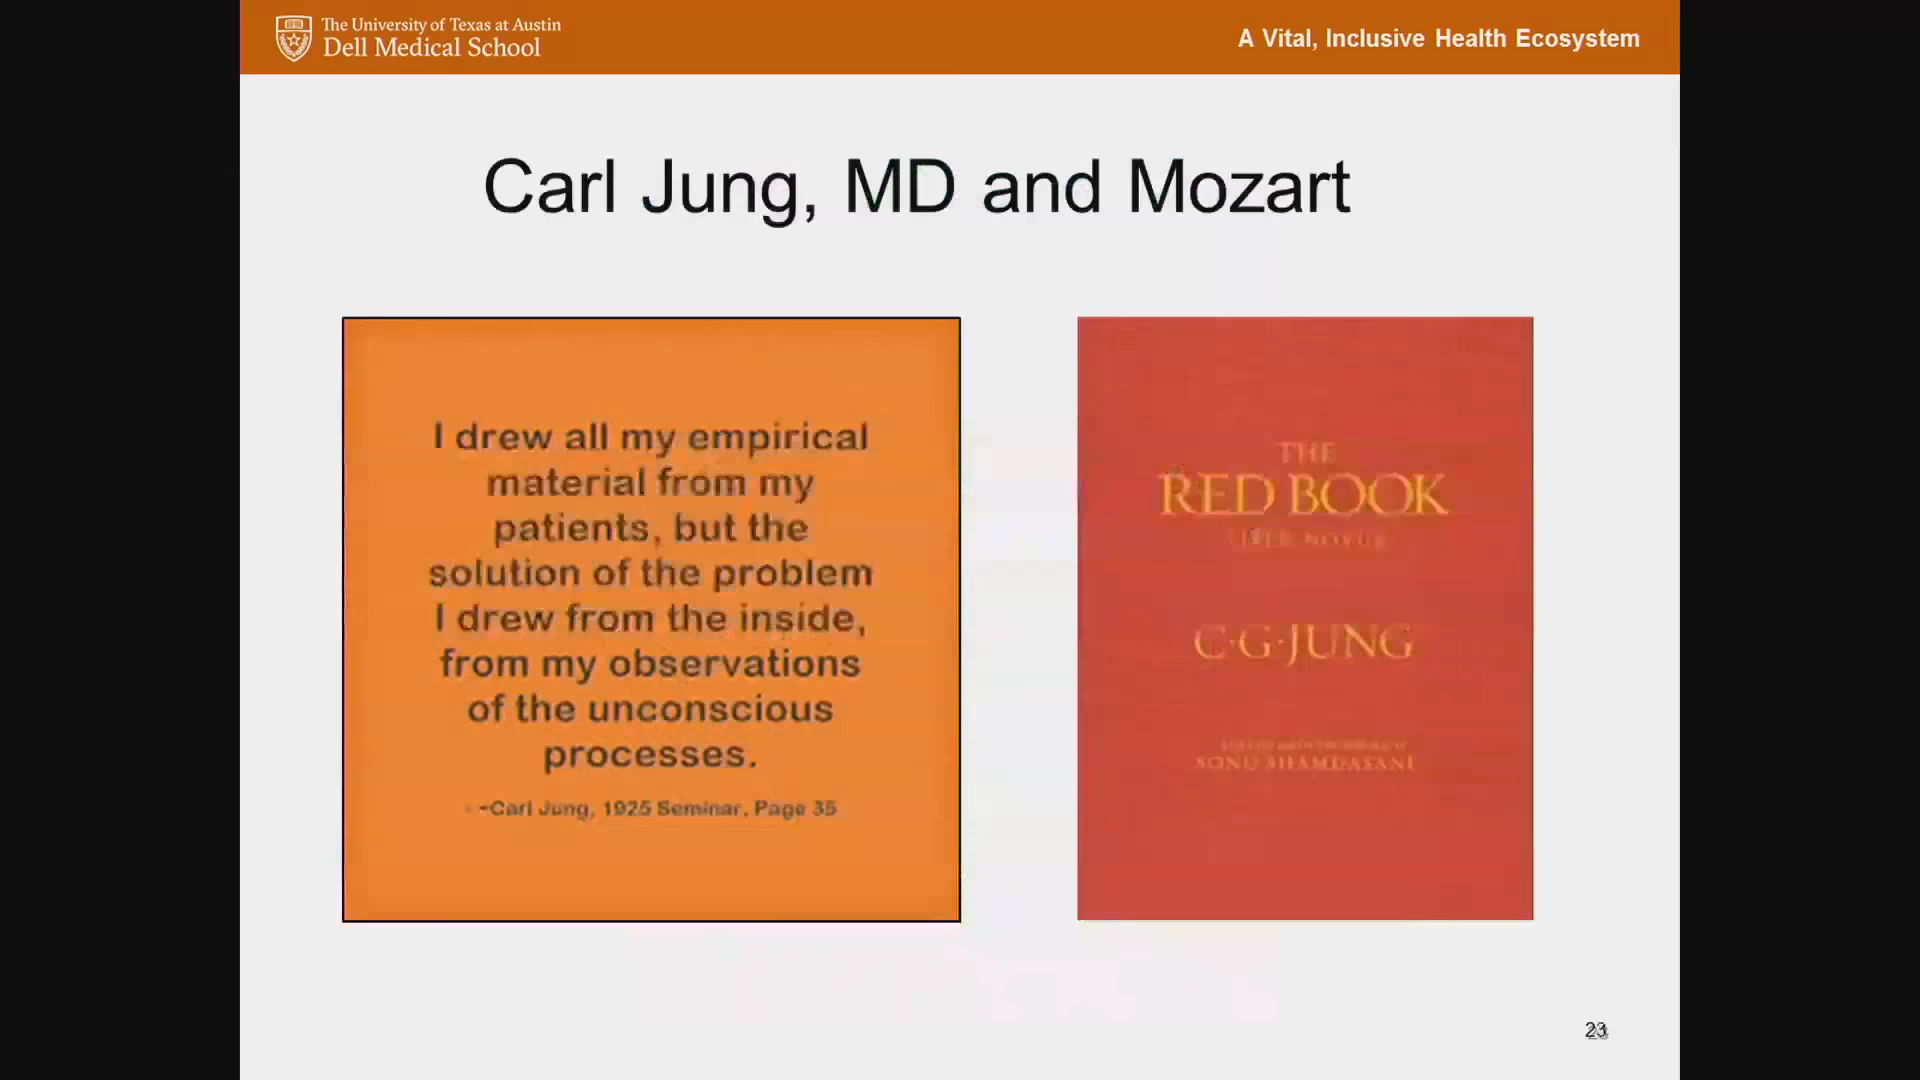 The University of Texas at Austin
Dell Medical School
A Vital, Inclusive Health Ecosystem
Carl Jung, MD and Mozart
I drew all my empirical
material from my
patients, but the
solution of the problem
I drew from the inside,
from my observations
of the unconscious
processes.
--Carl Jung, 1925 Seminar, Page 35
THE
RED BOOK
LIBER NOVUS
C·G·JUNG
SONU SHAMDASANI